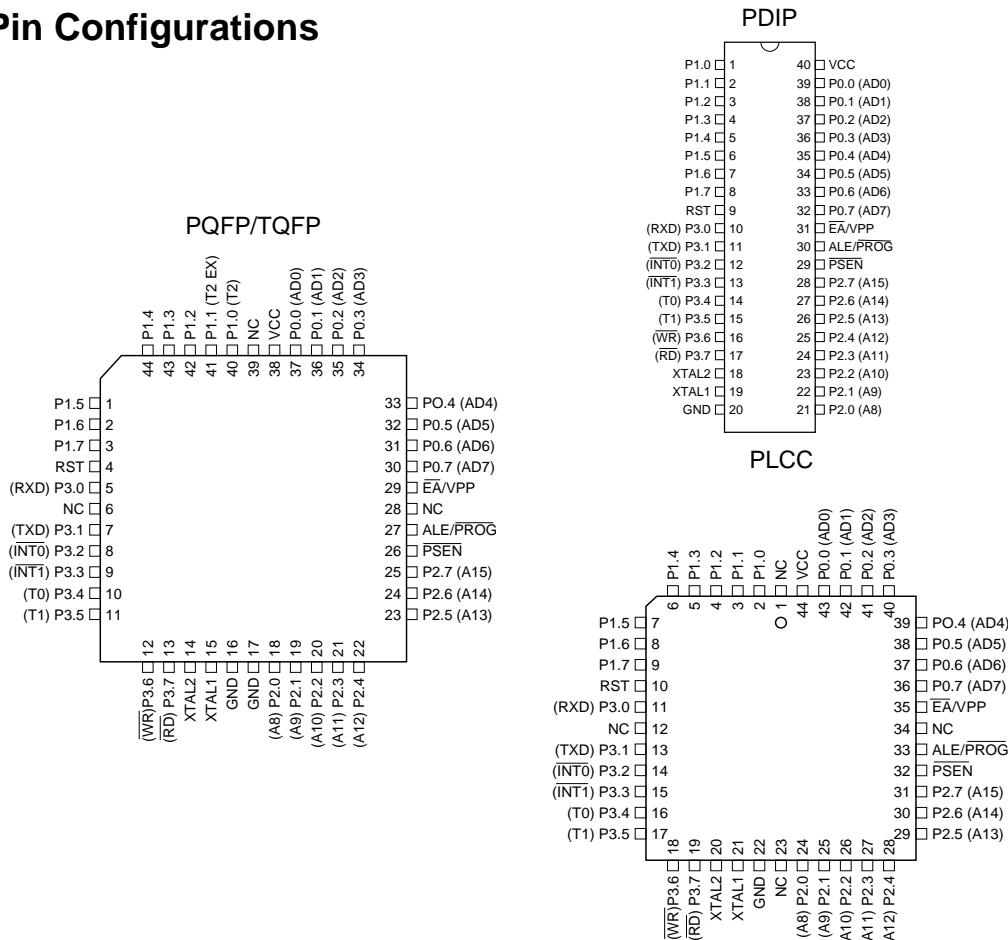 Pin Configurations
PDIP
P1.0 1
P1.1 2
P1.2 3
P1.3 4
P1.4 5
P1.5 6
P1.6 7
P1.7 8
RST 9
(RXD) P3.0 10
(TXD) P3.1 11
(INT0) P3.2 12
(INT1) P3.3 13
(T0) P3.4 14
(T1) P3.5 15
(WR) P3.6 16
(RD) P3.7 17
XTAL2 18
XTAL1 19
GND 20
40 VCC
39 P0.0 (AD0)
38 P0.1 (AD1)
37 P0.2 (AD2)
36 P0.3 (AD3)
35 P0.4 (AD4)
34 P0.5 (AD5)
33 P0.6 (AD6)
32 P0.7 (AD7)
31 EA/VPP
30 ALE/PROG
29 PSEN
28 P2.7 (A15)
27 P2.6 (A14)
26 P2.5 (A13)
25 P2.4 (A12)
24 P2.3 (A11)
23 P2.2 (A10)
22 P2.1 (A9)
21 P2.0 (A8)
PQFP/TQFP
44 P1.4
43 P1.3
42 P1.2
41 P1.1 (T2 EX)
40 P1.0 (T2)
39 NC
38 VCC
37 P0.0 (AD0)
36 P0.1 (AD1)
35 P0.2 (AD2)
34 P0.3 (AD3)
P1.5 1
P1.6 2
P1.7 3
RST 4
(RXD) P3.0 5
NC 6
(TXD) P3.1 7
(INT0) P3.2 8
(INT1) P3.3 9
(T0) P3.4 10
(T1) P3.5 11
33 PO.4 (AD4)
32 P0.5 (AD5)
31 P0.6 (AD6)
30 P0.7 (AD7)
29 EA/VPP
28 NC
27 ALE/PROG
26 PSEN
25 P2.7 (A15)
24 P2.6 (A14)
23 P2.5 (A13)
(WR)P3.6 12
(RD) P3.7 13
XTAL2 14
XTAL1 15
GND 16
GND 17
(A8) P2.0 18
(A9) P2.1 19
(A10) P2.2 20
(A11) P2.3 21
(A12) P2.4 22
PLCC
6 P1.4
5 P1.3
4 P1.2
3 P1.1
2 P1.0
1 NC
44 VCC
43 P0.0 (AD0)
42 P0.1 (AD1)
41 P0.2 (AD2)
40 P0.3 (AD3)
P1.5 7
P1.6 8
P1.7 9
RST 10
(RXD) P3.0 11
NC 12
(TXD) P3.1 13
(INT0) P3.2 14
(INT1) P3.3 15
(T0) P3.4 16
(T1) P3.5 17
39 PO.4 (AD4)
38 P0.5 (AD5)
37 P0.6 (AD6)
36 P0.7 (AD7)
35 EA/VPP
34 NC
33 ALE/PROG
32 PSEN
31 P2.7 (A15)
30 P2.6 (A14)
29 P2.5 (A13)
(WR)P3.6 18
(RD) P3.7 19
XTAL2 20
XTAL1 21
GND 22
NC 23
(A8) P2.0 24
(A9) P2.1 25
A10) P2.2 26
A11) P2.3 27
A12) P2.4 28